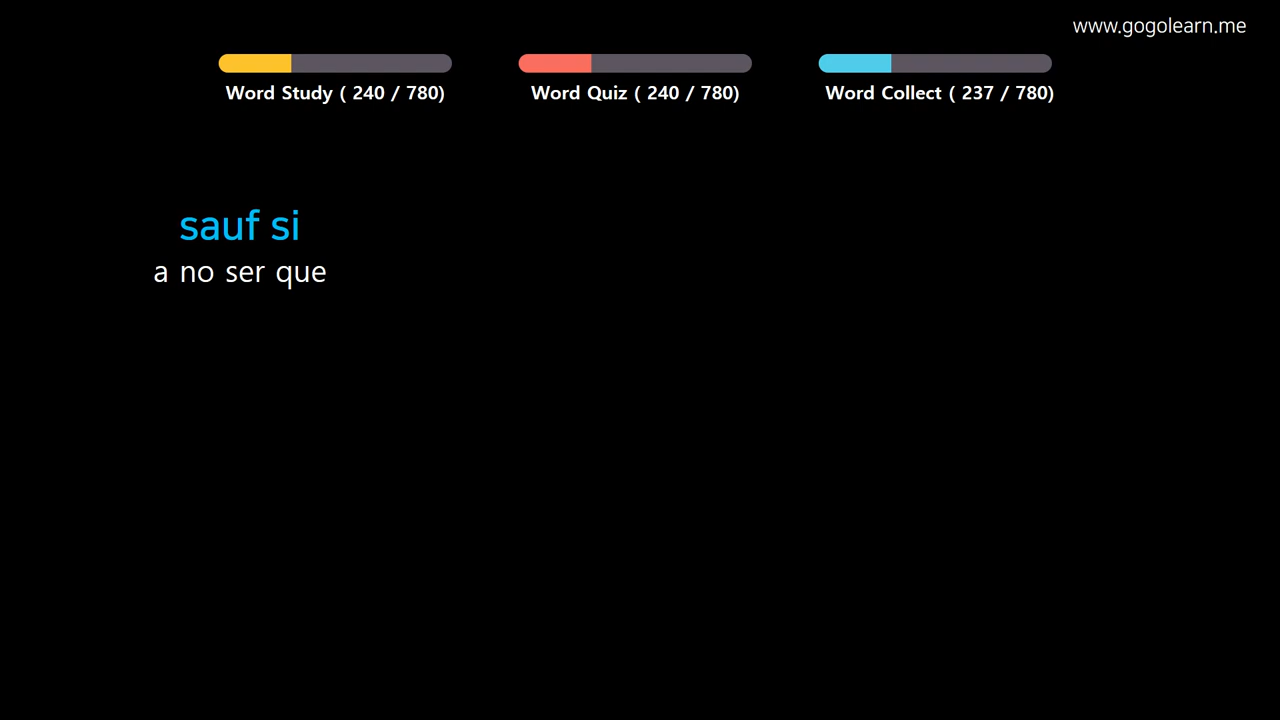 www.gogolearn.me
Word Study ( 240 / 780)
Word Quiz ( 240 / 780)
Word Collect ( 237 / 780)
sauf si
a no ser que